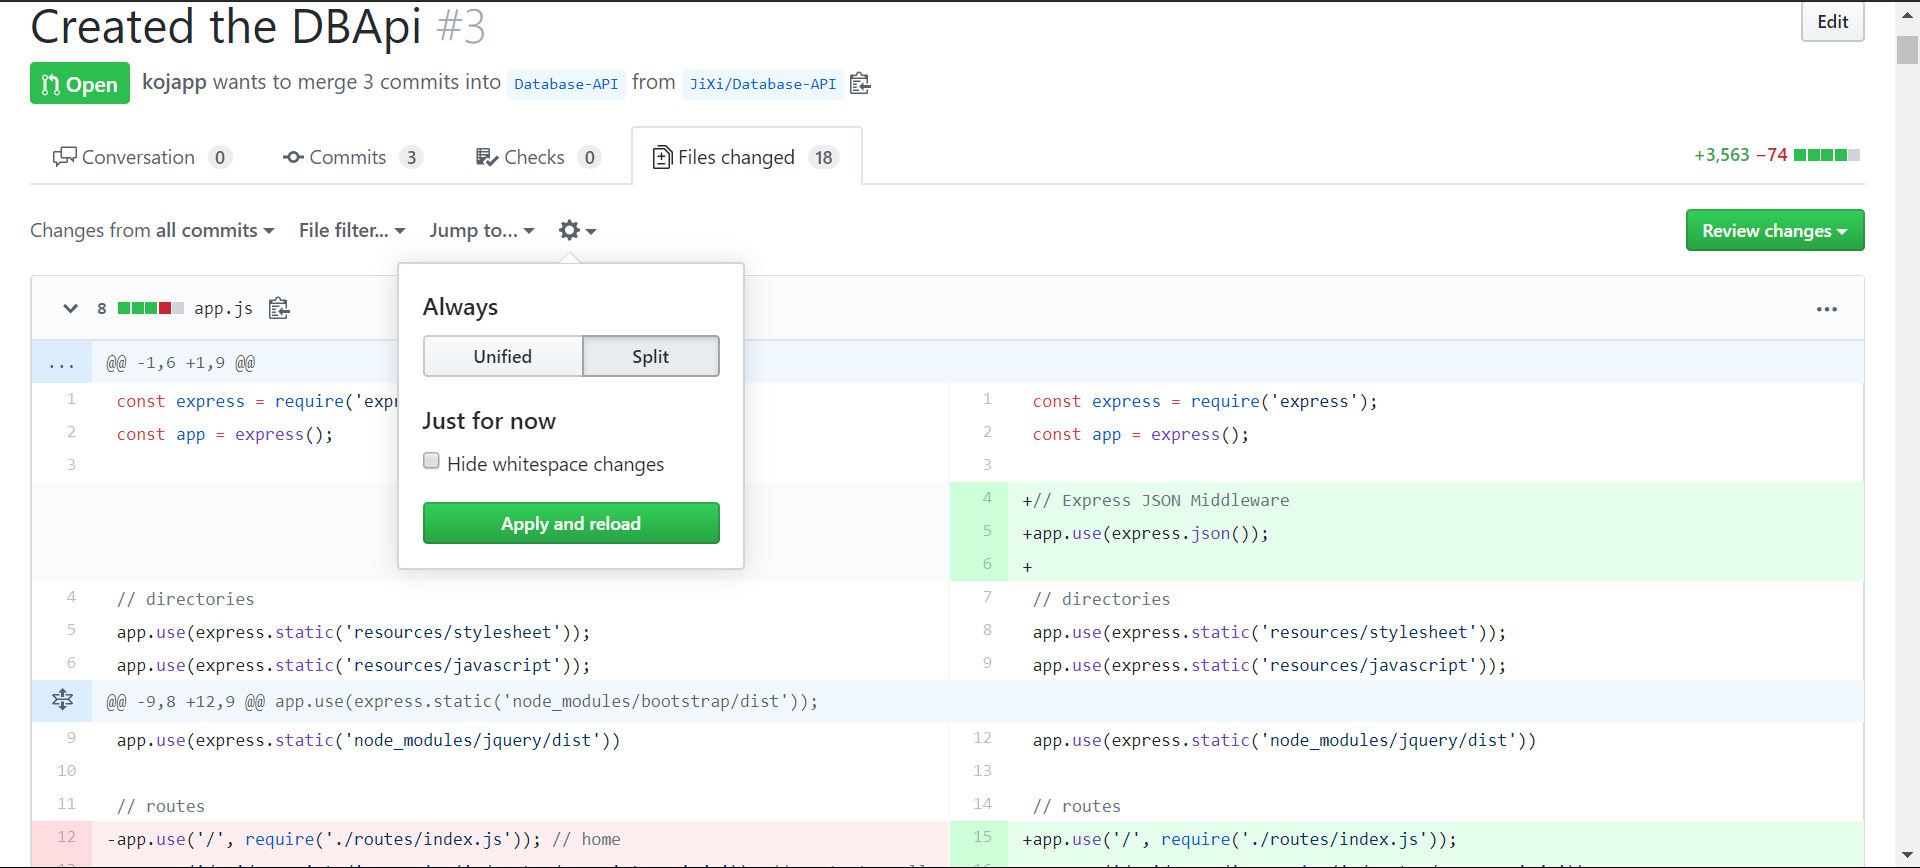 Created the DBApi #3
Edit
Open kojapp wants to merge 3 commits into Database-API from JiXi/Database-API
Conversation 0 Commits 3 Checks 0 Files changed 18
+3,563 −74
Changes from all commits File filter... Jump to...
Review changes
8 app.js
Always
Unified Split
Just for now
Hide whitespace changes
Apply and reload
... @@ -1,6 +1,9 @@
1 const express = require('expr
1 const express = require('express');
2 const app = express();
2 const app = express();
3
3
4 +// Express JSON Middleware
5 +app.use(express.json());
6 +
4 // directories
7 // directories
5 app.use(express.static('resources/stylesheet'));
8 app.use(express.static('resources/stylesheet'));
6 app.use(express.static('resources/javascript'));
9 app.use(express.static('resources/javascript'));
@@ -9,8 +12,9 @@ app.use(express.static('node_modules/bootstrap/dist'));
9 app.use(express.static('node_modules/jquery/dist'))
12 app.use(express.static('node_modules/jquery/dist'))
10
13
11 // routes
14 // routes
12 -app.use('/', require('./routes/index.js')); // home
15 +app.use('/', require('./routes/index.js'));